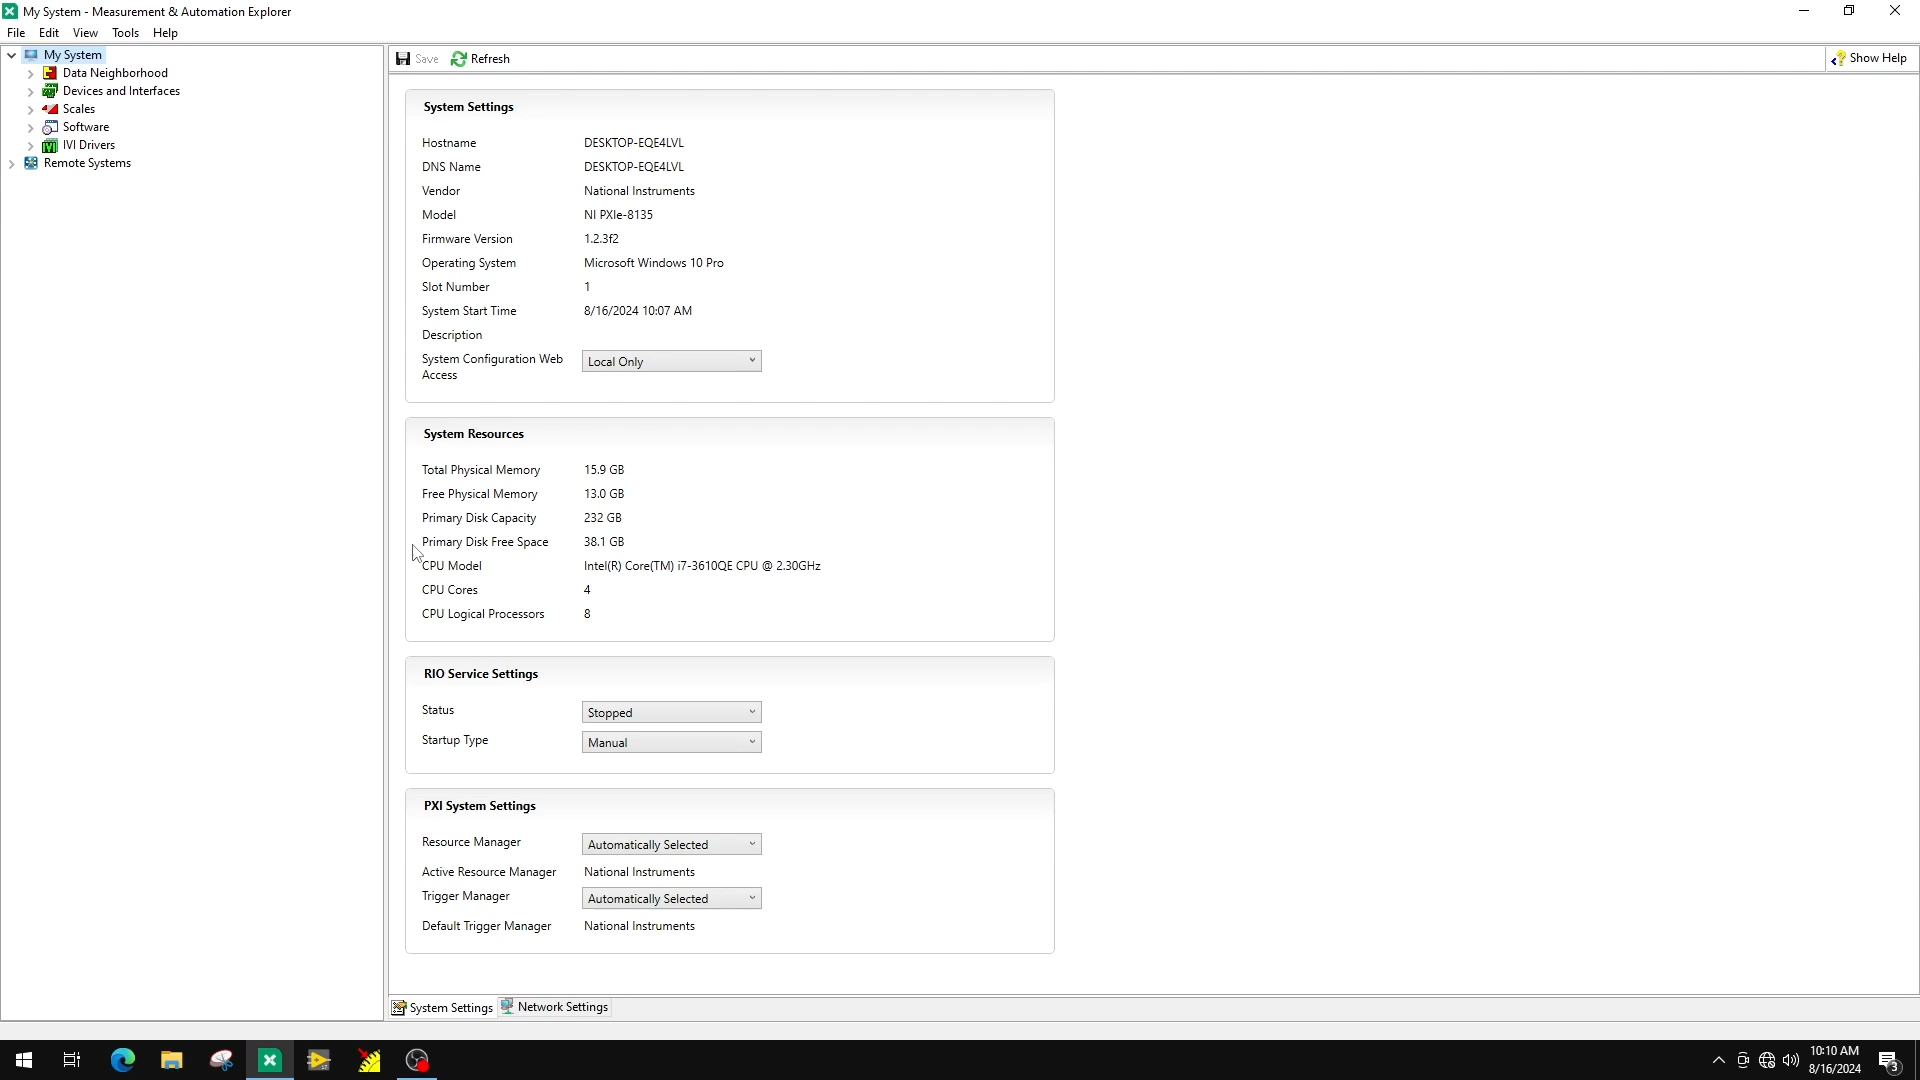 My System - Measurement & Automation Explorer
File Edit View Tools Help
My System
Data Neighborhood
Devices and Interfaces
Scales
Software
IVI Drivers
Remote Systems
Save Refresh Show Help
System Settings
Hostname DESKTOP-EQE4LVL
DNS Name DESKTOP-EQE4LVL
Vendor National Instruments
Model NI PXIe-8135
Firmware Version 1.2.3f2
Operating System Microsoft Windows 10 Pro
Slot Number 1
System Start Time 8/16/2024 10:07 AM
Description
System Configuration Web
Access
Local Only
System Resources
Total Physical Memory 15.9 GB
Free Physical Memory 13.0 GB
Primary Disk Capacity 232 GB
Primary Disk Free Space 38.1 GB
CPU Model Intel(R) Core(TM) i7-3610QE CPU @ 2.30GHz
CPU Cores 4
CPU Logical Processors 8
RIO Service Settings
Status Stopped
Startup Type Manual
PXI System Settings
Resource Manager Automatically Selected
Active Resource Manager National Instruments
Trigger Manager Automatically Selected
Default Trigger Manager National Instruments
System Settings Network Settings
10:10 AM
8/16/2024
3